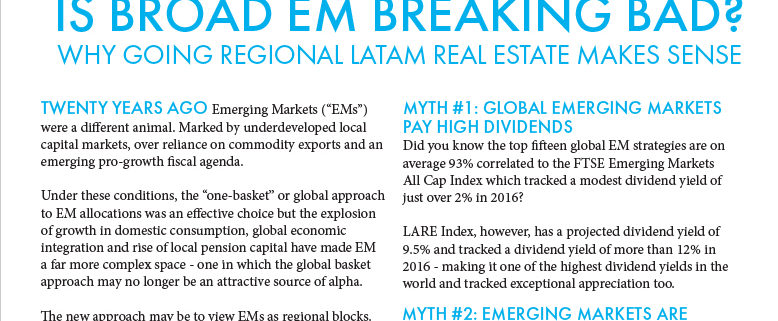 IS BROAD EM BREAKING BAD?
WHY GOING REGIONAL LATAM REAL ESTATE MAKES SENSE
TWENTY YEARS AGO Emerging Markets (“EMs”)
were a different animal. Marked by underdeveloped local
capital markets, over reliance on commodity exports and an
emerging pro-growth fiscal agenda.
Under these conditions, the “one-basket” or global approach
to EM allocations was an effective choice but the explosion
of growth in domestic consumption, global economic
integration and rise of local pension capital have made EM
a far more complex space - one in which the global basket
approach may no longer be an attractive source of alpha.
The new approach may be to view EMs as regional blocks.
MYTH #1: GLOBAL EMERGING MARKETS
PAY HIGH DIVIDENDS
Did you know the top fifteen global EM strategies are on
average 93% correlated to the FTSE Emerging Markets
All Cap Index which tracked a modest dividend yield of
just over 2% in 2016?
LARE Index, however, has a projected dividend yield of
9.5% and tracked a dividend yield of more than 12% in
2016 - making it one of the highest dividend yields in the
world and tracked exceptional appreciation too.
MYTH #2: EMERGING MARKETS ARE